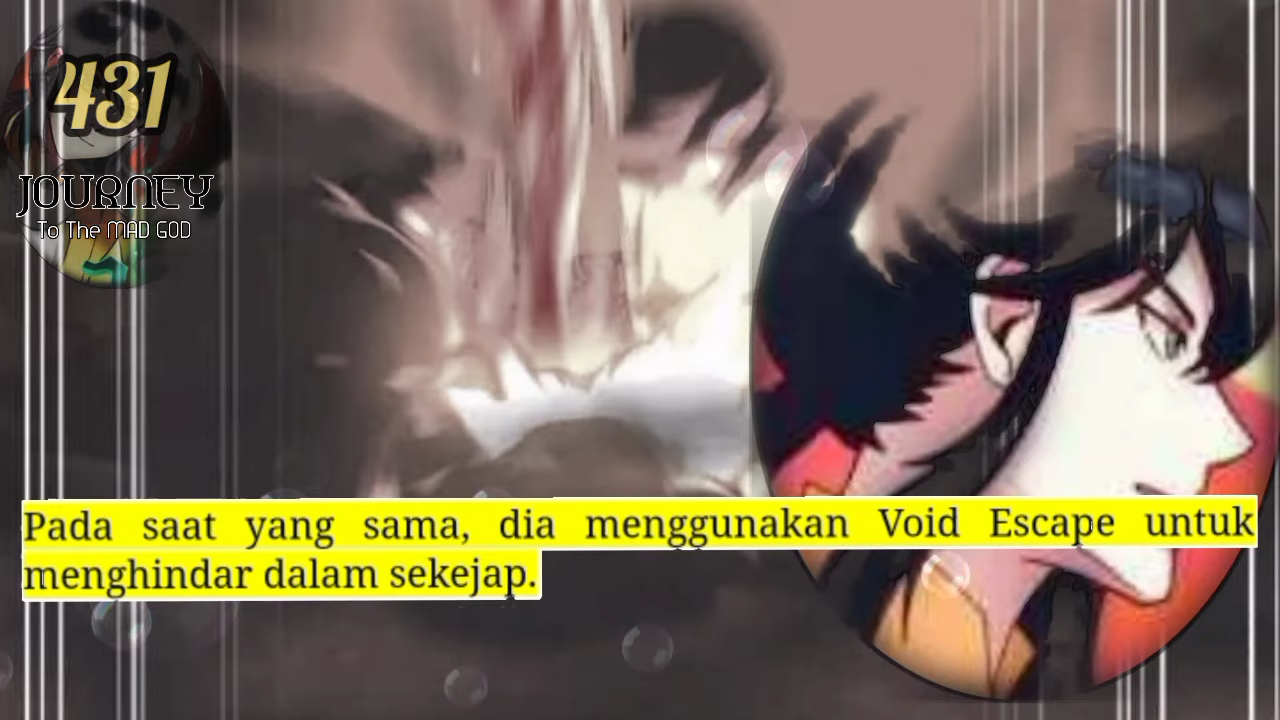 431
JOURNEY
To The MAD GOD
Pada saat yang sama, dia menggunakan Void Escape untuk
menghindar dalam sekejap.